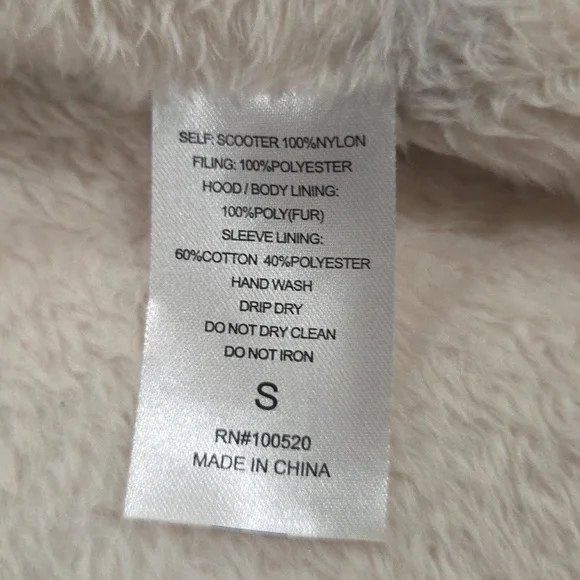 SELF: SCOOTER 100%NYLON
FILING: 100%POLYESTER
HOOD / BODY LINING:
100%POLY(FUR)
SLEEVE LINING:
60%COTTON 40%POLYESTER
HAND WASH
DRIP DRY
DO NOT DRY CLEAN
DO NOT IRON
S
RN#100520
MADE IN CHINA